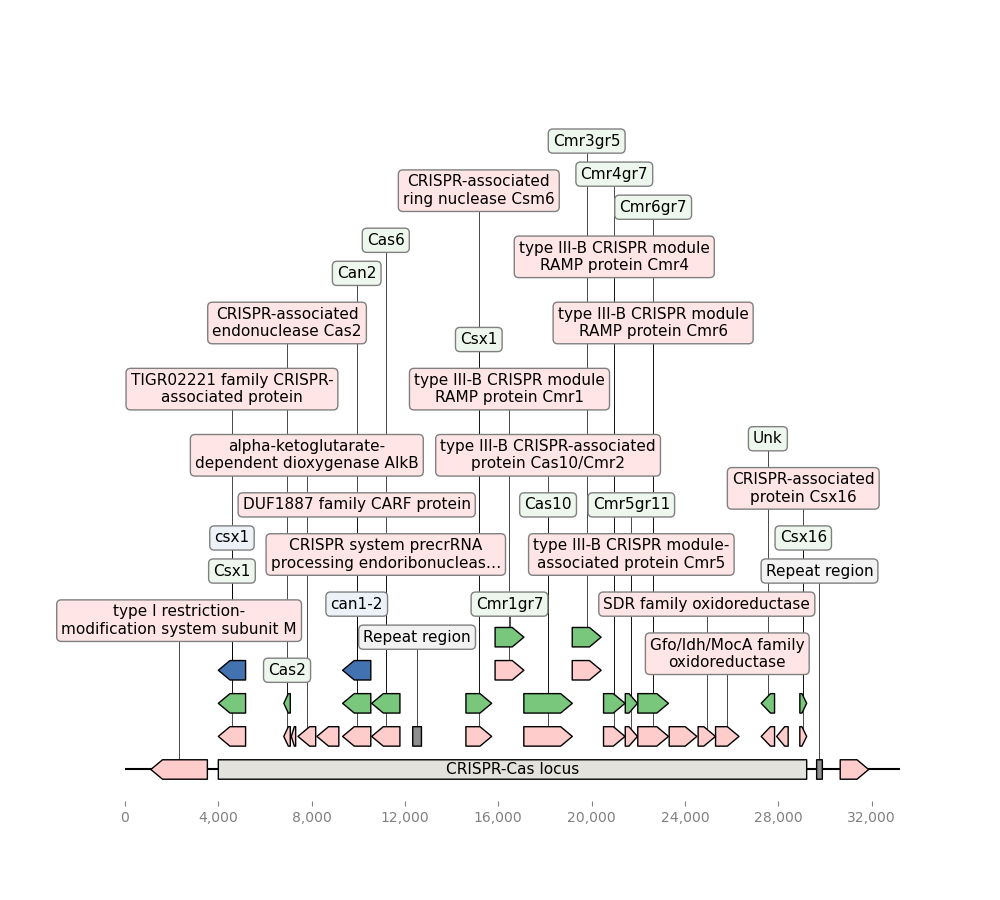 Cmr3gr5
Cmr4gr7
CRISPR-associated
ring nuclease Csm6
Cmr6gr7
Cas6
type III-B CRISPR module
RAMP protein Cmr4
Can2
CRISPR-associated
endonuclease Cas2
type III-B CRISPR module
RAMP protein Cmr6
Csx1
TIGR02221 family CRISPR-
associated protein
type III-B CRISPR module
RAMP protein Cmr1
Unk
alpha-ketoglutarate-
dependent dioxygenase AlkB
type III-B CRISPR-associated
protein Cas10/Cmr2
CRISPR-associated
protein Csx16
DUF1887 family CARF protein
Cas10
Cmr5gr11
csx1
Csx16
CRISPR system precrRNA
processing endoribonucleas...
type III-B CRISPR module-
associated protein Cmr5
Csx1
Repeat region
type I restriction-
modification system subunit M
can1-2
Cmr1gr7
SDR family oxidoreductase
Repeat region
Gfo/Idh/MocA family
oxidoreductase
Cas2
CRISPR-Cas locus
0
4,000
8,000
12,000
16,000
20,000
24,000
28,000
32,000